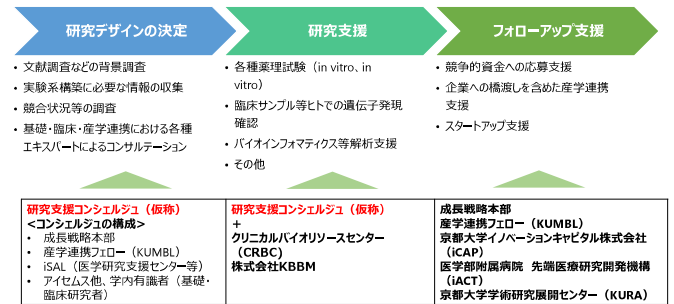 研究デザインの決定
研究支援
フォローアップ支援
• 文献調査などの背景調査
• 実験系構築に必要な情報の収集
• 競合状況等の調査
• 基礎・臨床・産学連携における各種
エキスパートによるコンサルテーション
• 各種薬理試験（in vitro、in
vitro）
• 臨床サンプル等ヒトでの遺伝子発現
確認
• バイオインフォマティクス等解析支援
• その他
• 競争的資金への応募支援
• 企業への橋渡しを含めた産学連携
支援
• スタートアップ支援
研究支援コンシェルジュ（仮称）
<コンシェルジュの構成>
• 成長戦略本部
• 産学連携フェロー（KUMBL）
• iSAL（医学研究支援センター等）
• アイセムス他、学内有識者（基礎・
臨床研究者）
研究支援コンシェルジュ（仮称）
＋
クリニカルバイオリソースセンター
（CRBC)
株式会社KBBM
成長戦略本部
産学連携フェロー（KUMBL）
京都大学イノベーションキャピタル株式会社
（iCAP）
医学部附属病院　先端医療研究開発機構
（iACT）
京都大学学術研究展開センター（KURA）